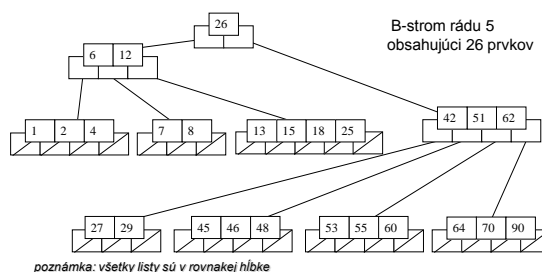 26
B-strom rádu 5
obsahujúci 26 prvkov
6 12
42 51 62
1 2 4
7 8
13 15 18 25
27 29
45 46 48
53 55 60
64 70 90
poznámka: všetky listy sú v rovnakej hĺbke